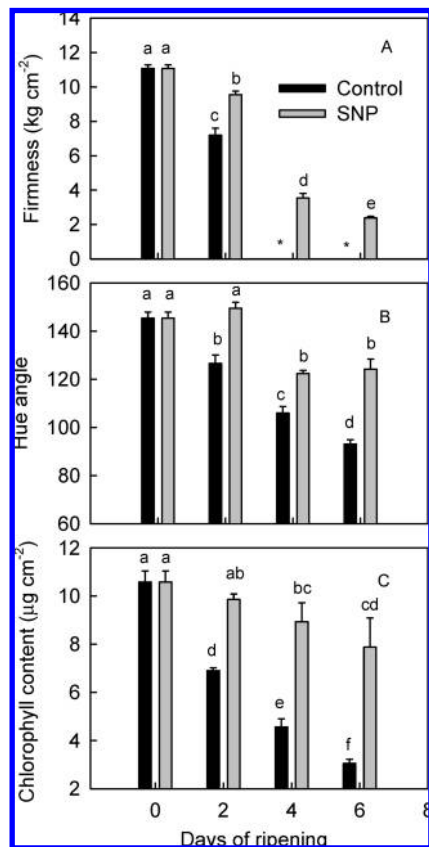 14
12
10
8
6
4
2
0
Firmness (kg cm⁻²)
A
Control
SNP
a a
c b
* d
* e
160
140
120
100
80
60
Hue angle
B
a a
b a
c b
d b
12
10
8
6
4
2
Chlorophyll content (µg cm⁻²)
C
a a
d ab
e bc
f cd
0 2 4 6 8
Days of ripening